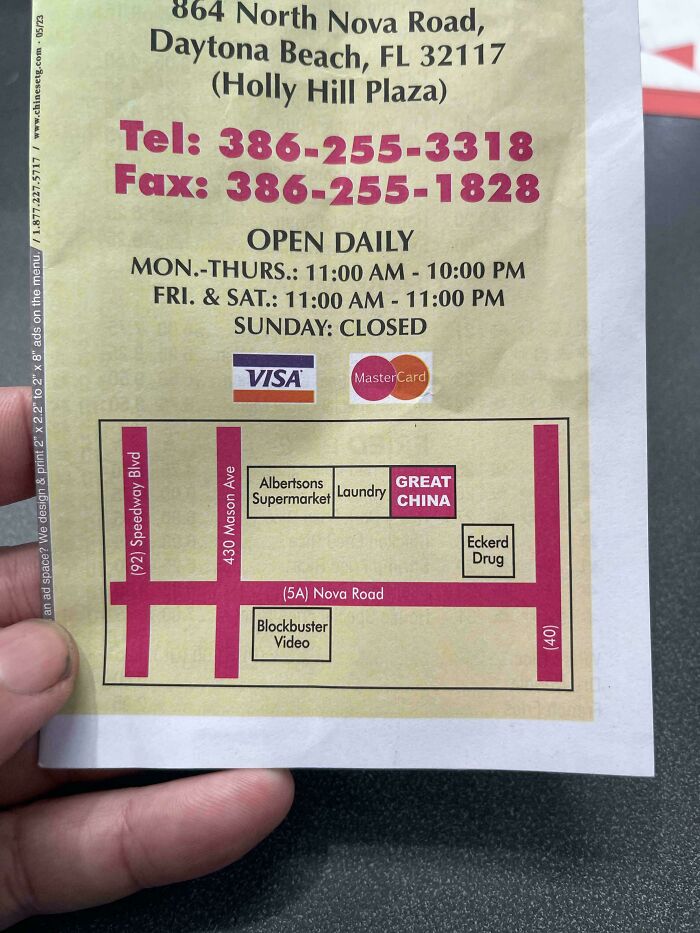 864 North Nova Road,
Daytona Beach, FL 32117
(Holly Hill Plaza)
Tel: 386-255-3318
Fax: 386-255-1828
OPEN DAILY
MON.-THURS.: 11:00 AM - 10:00 PM
FRI. & SAT.: 11:00 AM - 11:00 PM
SUNDAY: CLOSED
VISA
MasterCard
(92) Speedway Blvd
430 Mason Ave
Albertsons
Supermarket
Laundry
GREAT
CHINA
Eckerd
Drug
(5A) Nova Road
Blockbuster
Video
(40)
an ad space? We design & print 2" x 2.2" to 2" x 8" ads on the menu. / 1.877.227.5717 / www.chinesetg.com · 05/23